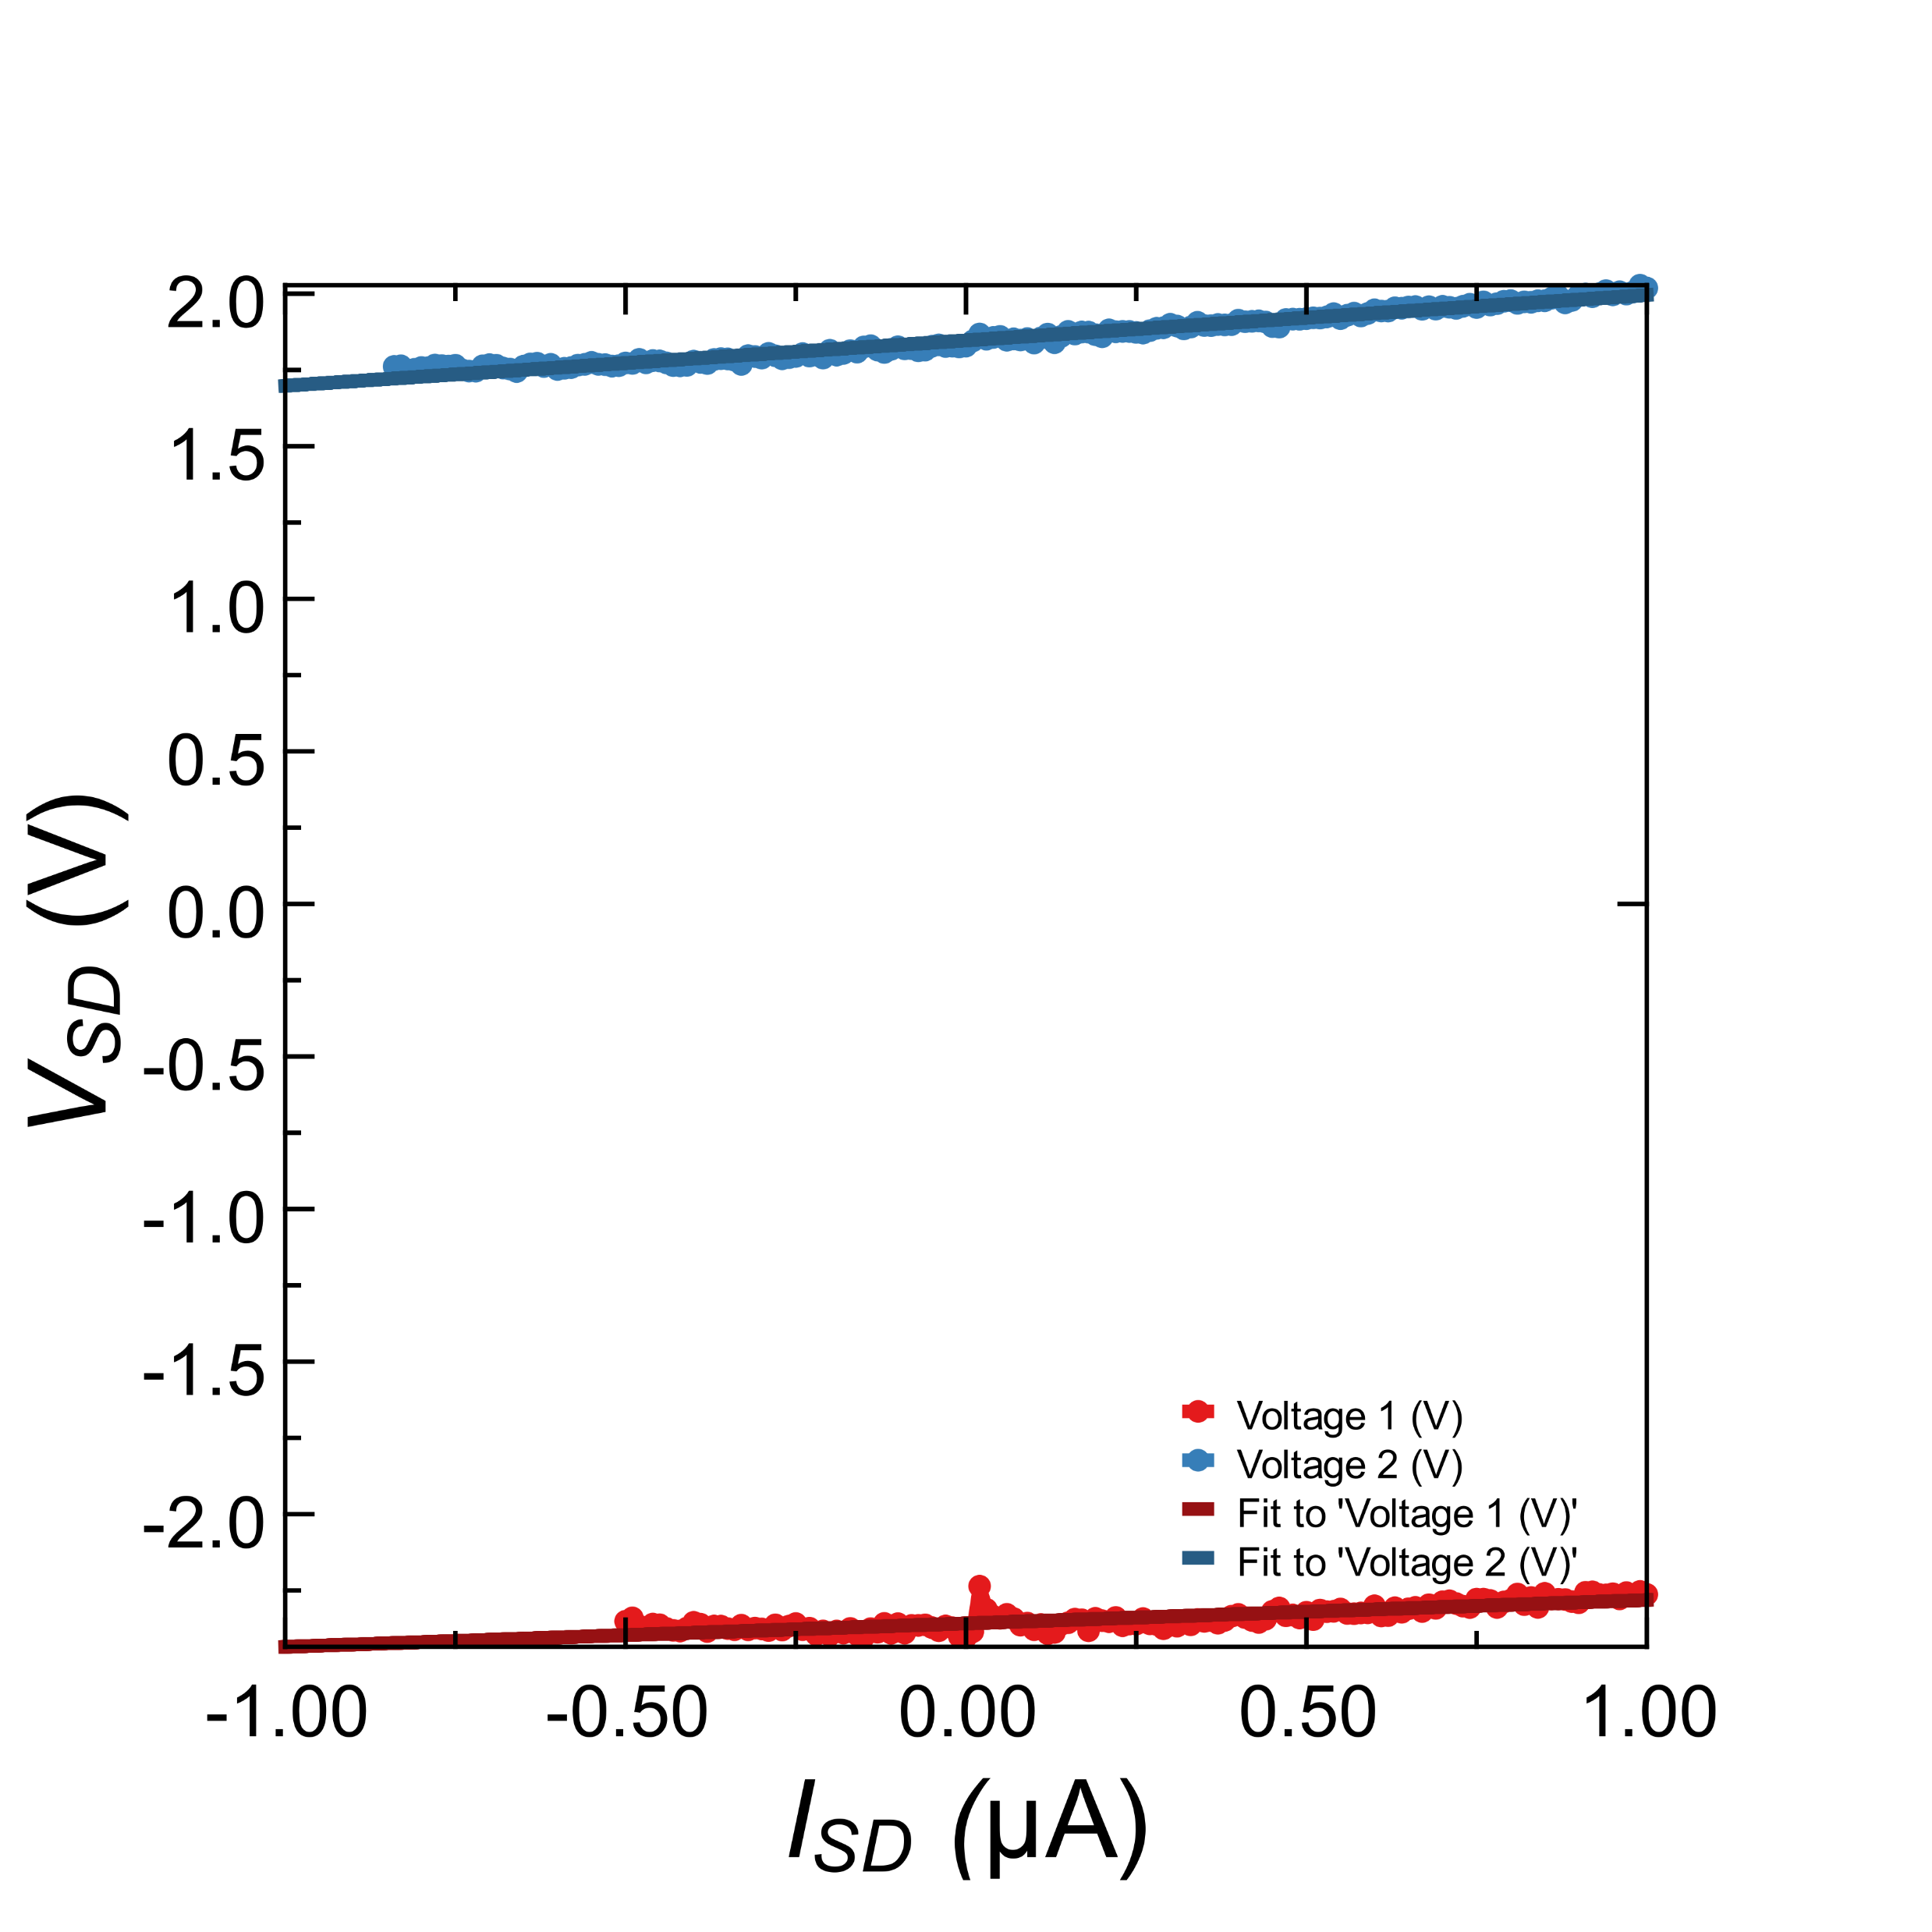 2.0
1.5
1.0
0.5
0.0
-0.5
-1.0
-1.5
-2.0
V SD (V)
Voltage 1 (V)
Voltage 2 (V)
Fit to 'Voltage 1 (V)'
Fit to 'Voltage 2 (V)'
-1.00 -0.50 0.00 0.50 1.00
I SD (µA)